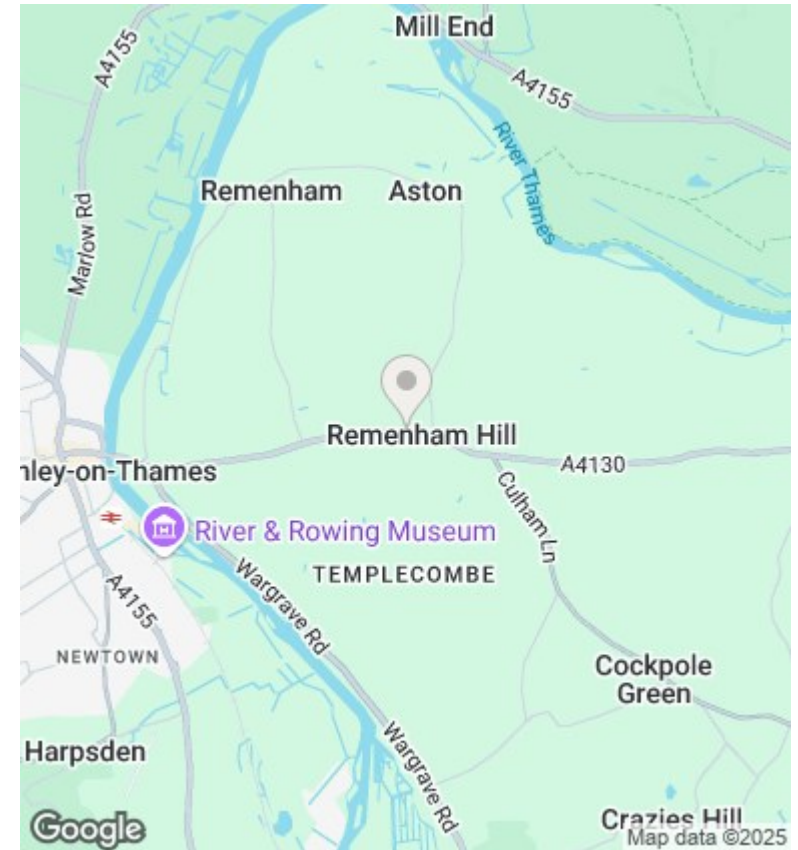 Mill End
A4155
A4155
River Thames
Remenham
Aston
Marlow Rd
Remenham Hill
A4130
nley-on-Thames
Culham Ln
River & Rowing Museum
TEMPLECOMBE
Wargrave Rd
A4155
NEWTOWN
Cockpole
Green
Harpsden
Wargrave Rd
Crazies Hill
Google
Map data ©2025